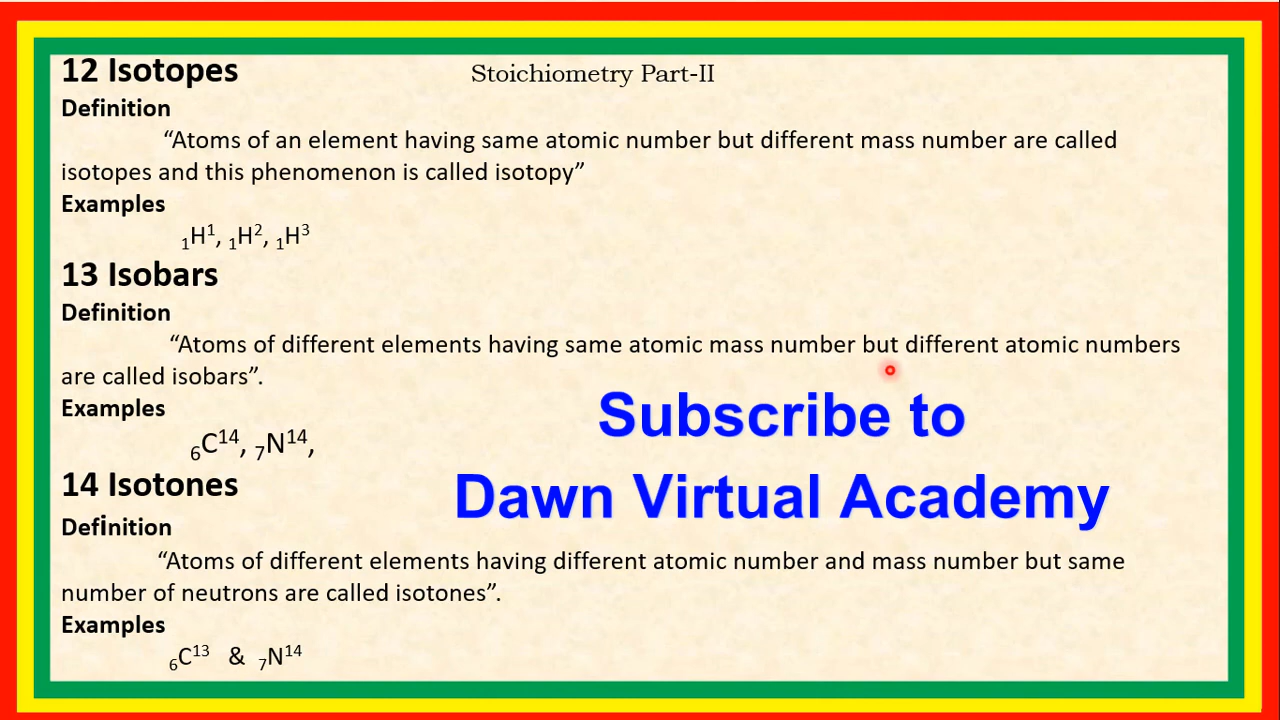 12 Isotopes
Stoichiometry Part-II
Definition
“Atoms of an element having same atomic number but different mass number are called
isotopes and this phenomenon is called isotopy”
Examples
₁H¹, ₁H², ₁H³
13 Isobars
Definition
“Atoms of different elements having same atomic mass number but different atomic numbers
are called isobars”.
Examples
₆C¹⁴, ₇N¹⁴,
Subscribe to
Dawn Virtual Academy
14 Isotones
Definition
“Atoms of different elements having different atomic number and mass number but same
number of neutrons are called isotones”.
Examples
₆C¹³ & ₇N¹⁴